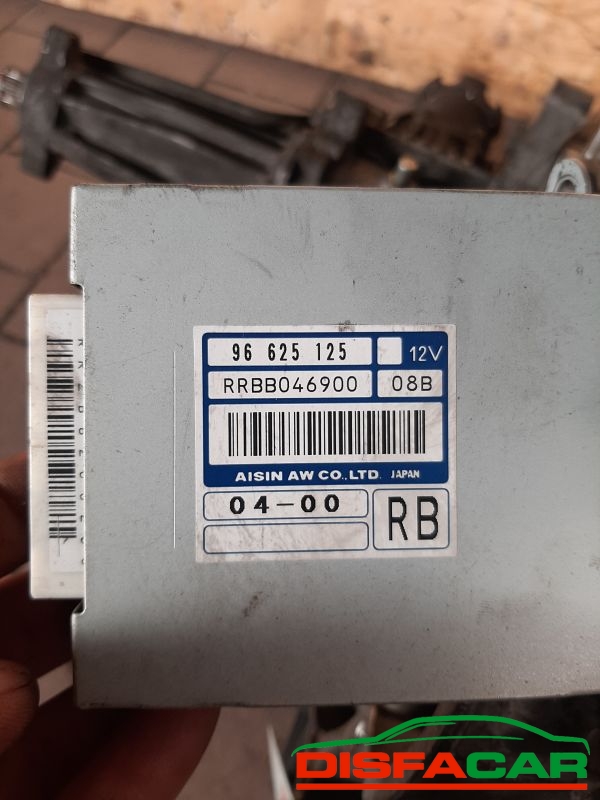 96 625 125 12V
RRBB046900 08B
AISIN AW CO.,LTD. JAPAN
04-00
RB
DISFACAR